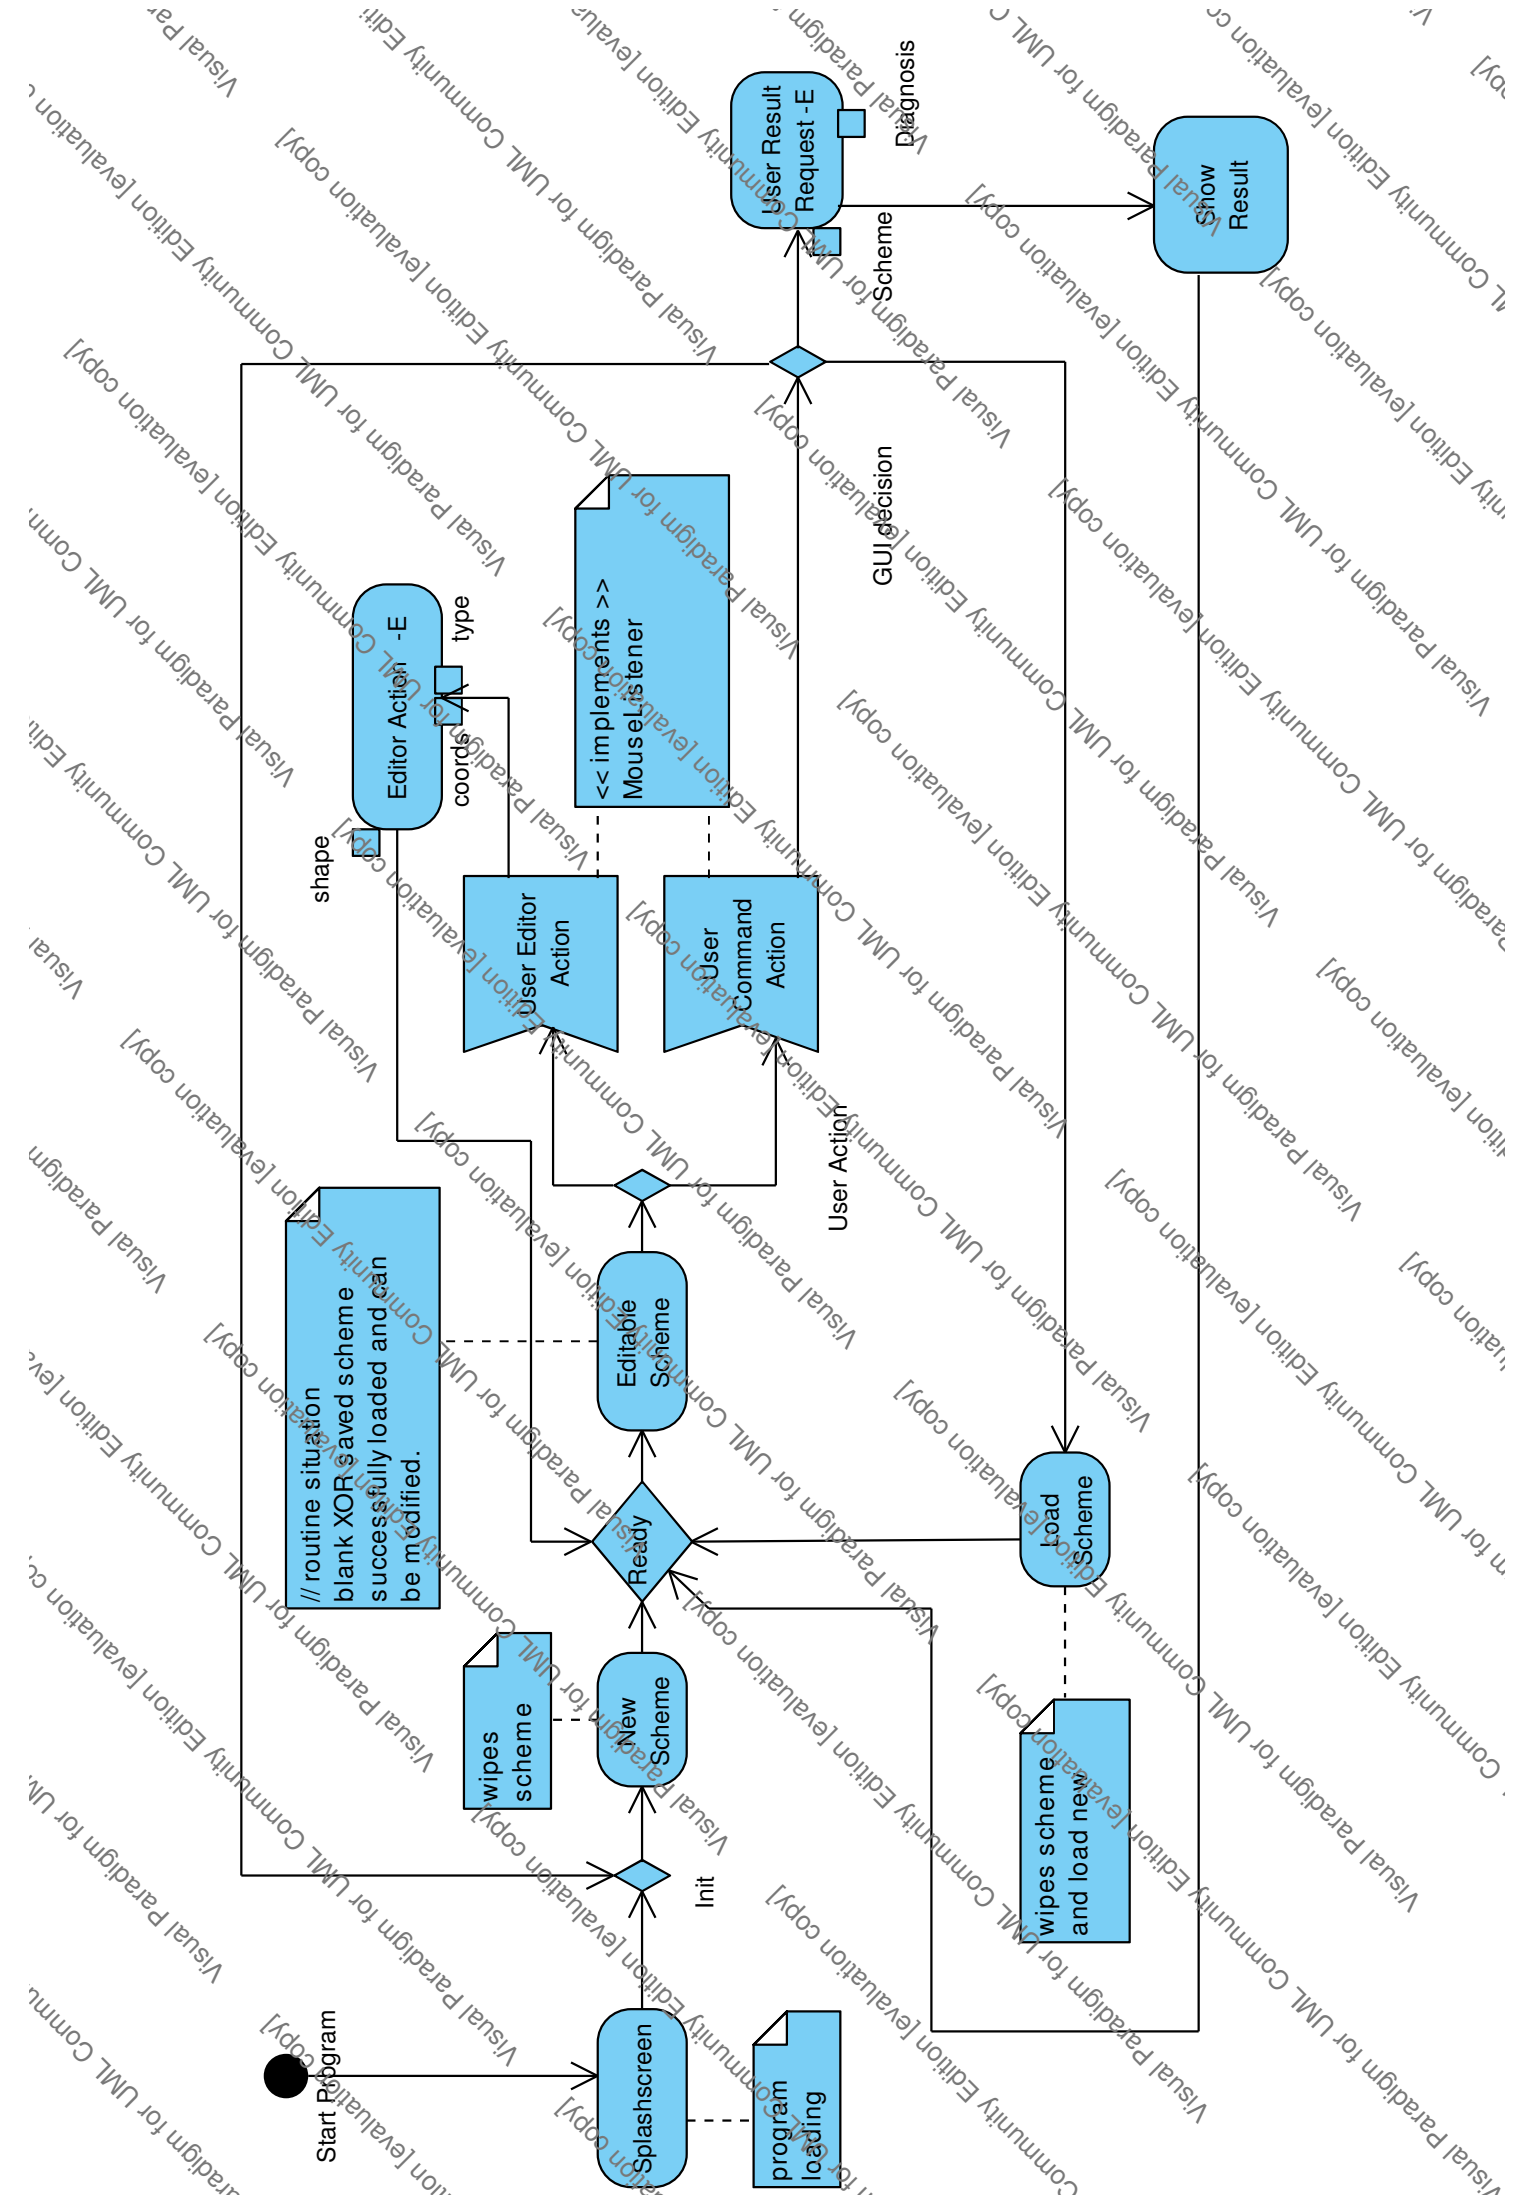 Start Program
Splashscreen
program
loading
Init
wipes
scheme
New
Scheme
Ready
// routine situation
blank XOR saved scheme
successfully loaded and can
be modified.
Editable
Scheme
User Action
User Editor
Action
User
Command
Action
shape
Editor Action -E
coords
type
<< implements >>
MouseListener
GUI decision
User Result
Request -E
Scheme
Diagnosis
Show
Result
Load
Scheme
wipes scheme
and load new
Visual Paradigm for UML Community Edition [evaluation copy]